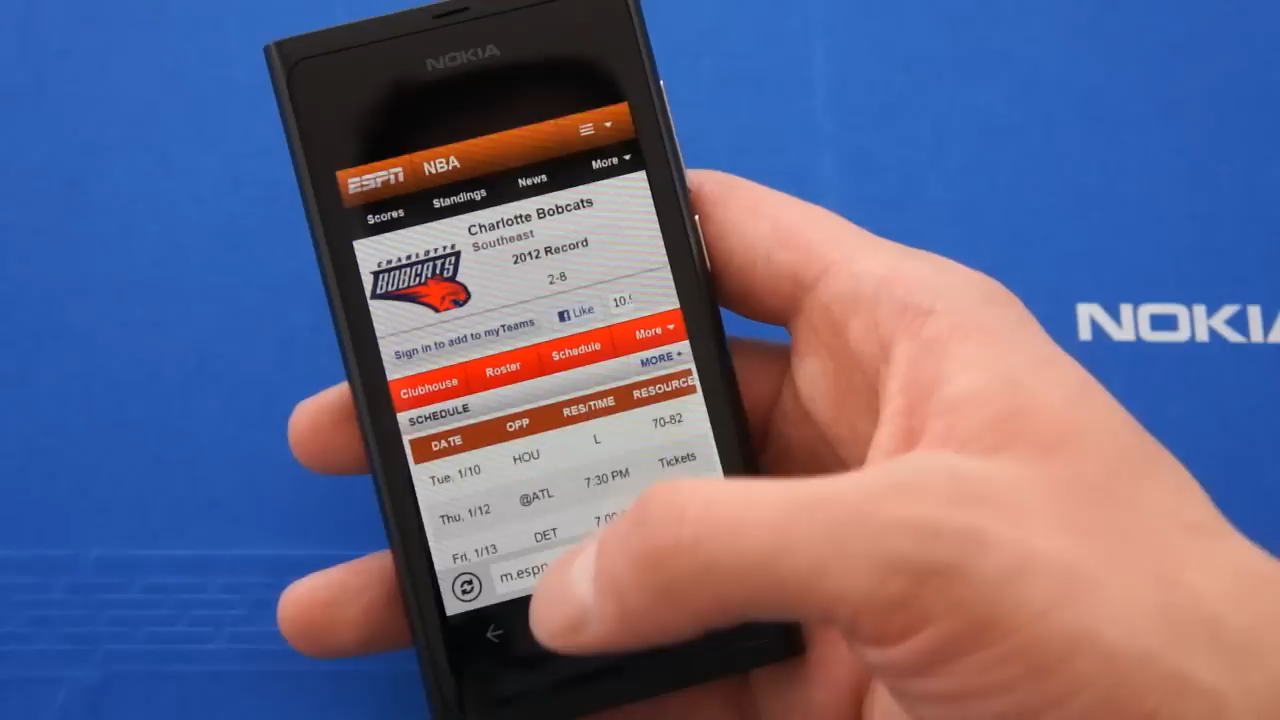 NOKIA
ESPN NBA
Scores Standings News More
Charlotte Bobcats
Southeast
2012 Record
2-8
CHARLOTTE
BOBCATS
Sign in to add to myTeams Like
Clubhouse Roster Schedule More
SCHEDULE MORE +
DATE OPP RES/TIME RESOURCE
Tue, 1/10 HOU L 70-82
Thu, 1/12 @ATL 7:30 PM Tickets
Fri, 1/13 DET
m.espn
NOKIA